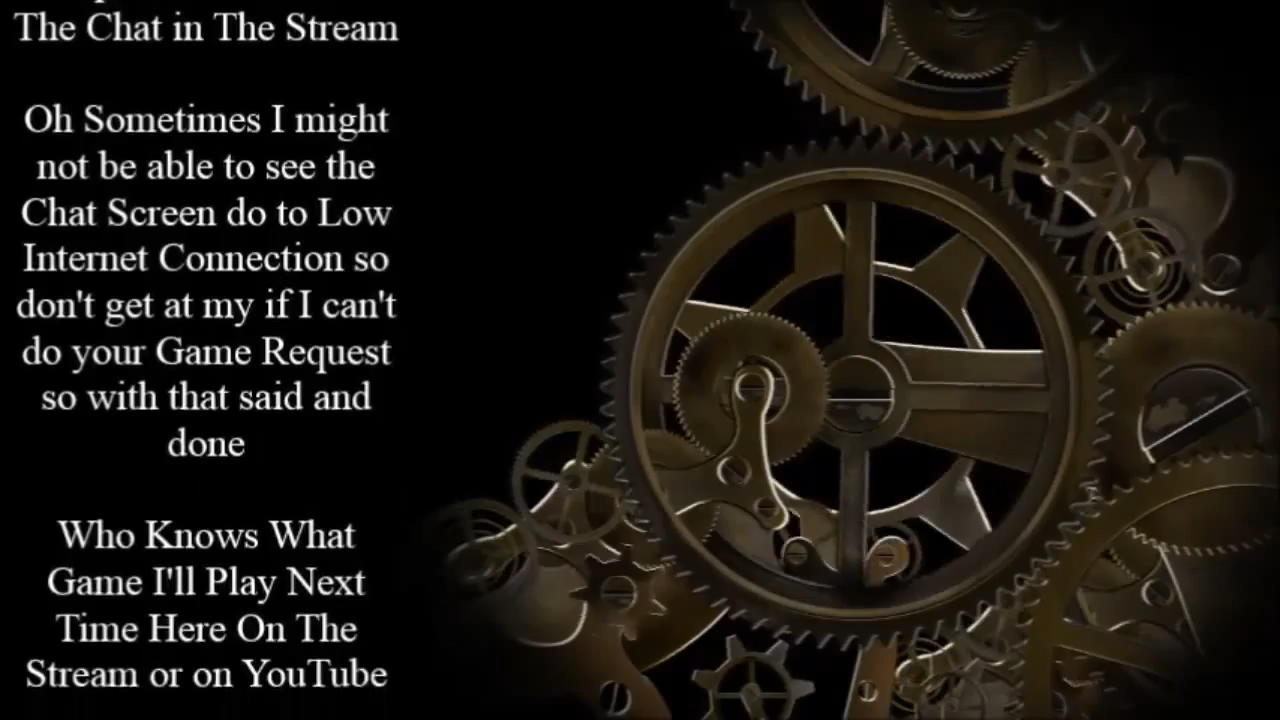 The Chat in The Stream
Oh Sometimes I might
not be able to see the
Chat Screen do to Low
Internet Connection so
don't get at my if I can't
do your Game Request
so with that said and
done
Who Knows What
Game I'll Play Next
Time Here On The
Stream or on YouTube